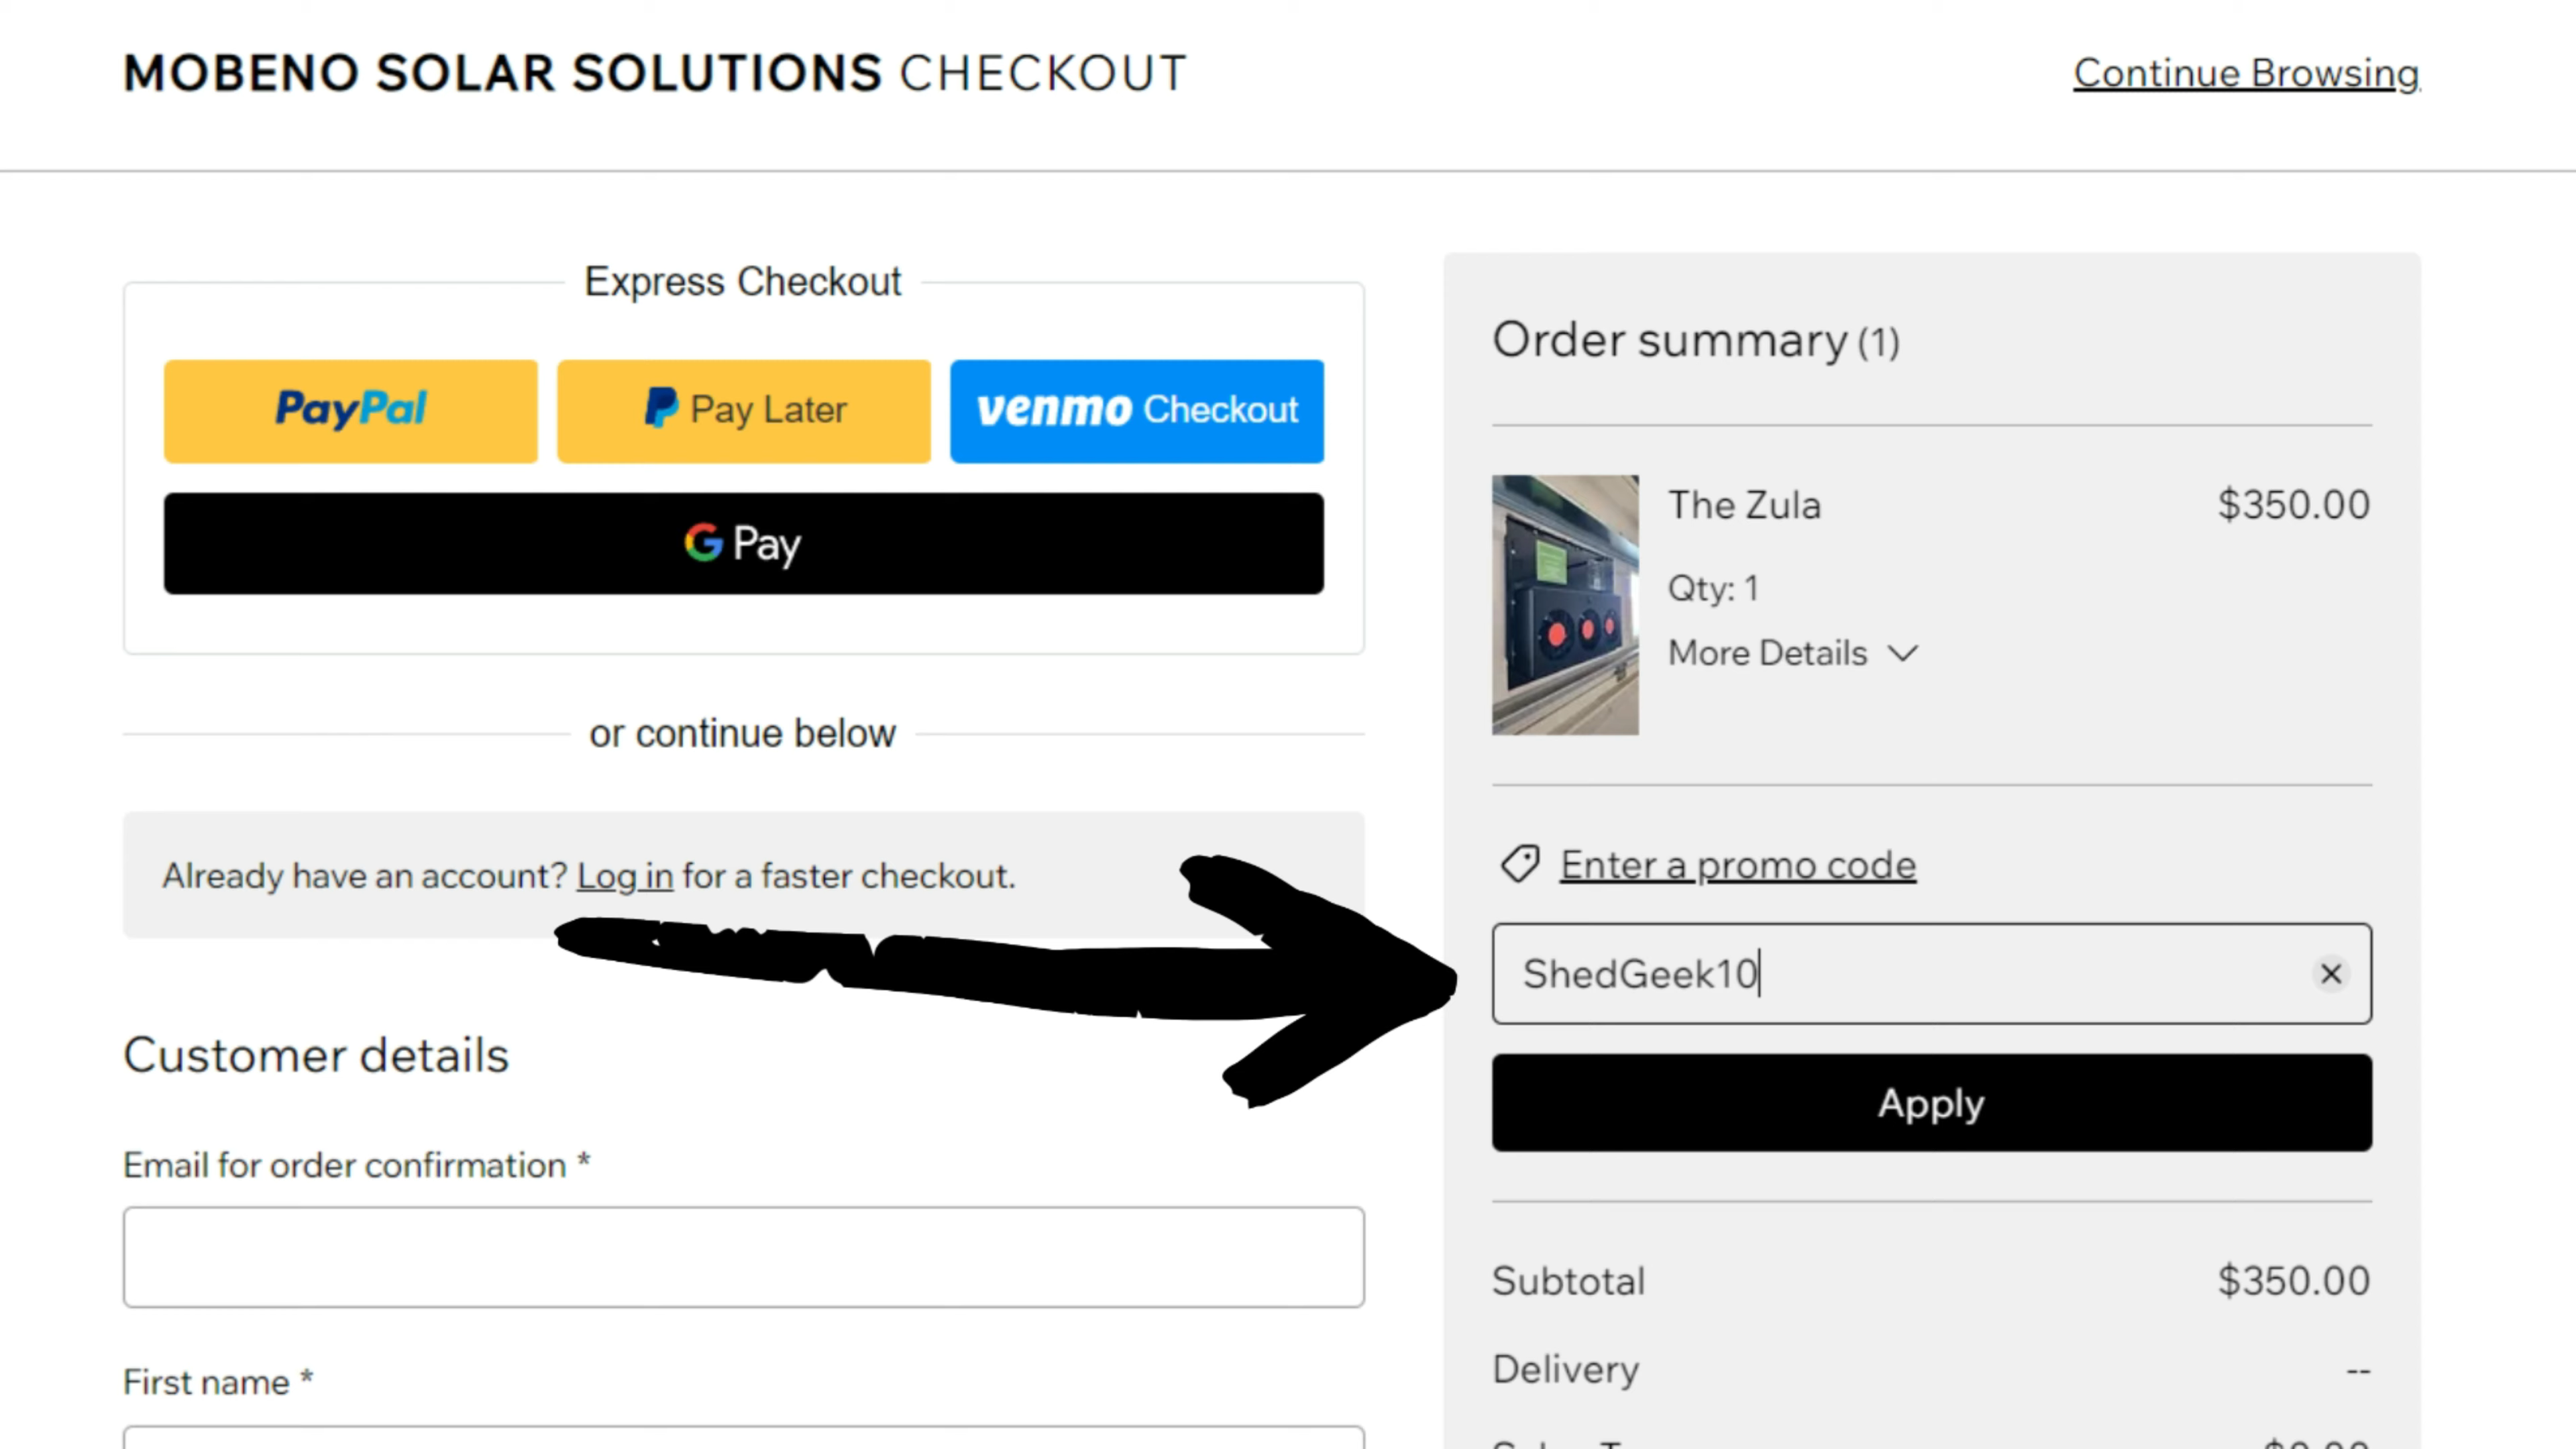 MOBENO SOLAR SOLUTIONS CHECKOUT
Continue Browsing
Express Checkout
PayPal
P Pay Later
venmo Checkout
G Pay
or continue below
Already have an account? Log in for a faster checkout.
Customer details
Email for order confirmation *
First name *
Order summary (1)
The Zula
$350.00
Qty: 1
More Details
Enter a promo code
ShedGeek10
Apply
Subtotal
$350.00
Delivery
--